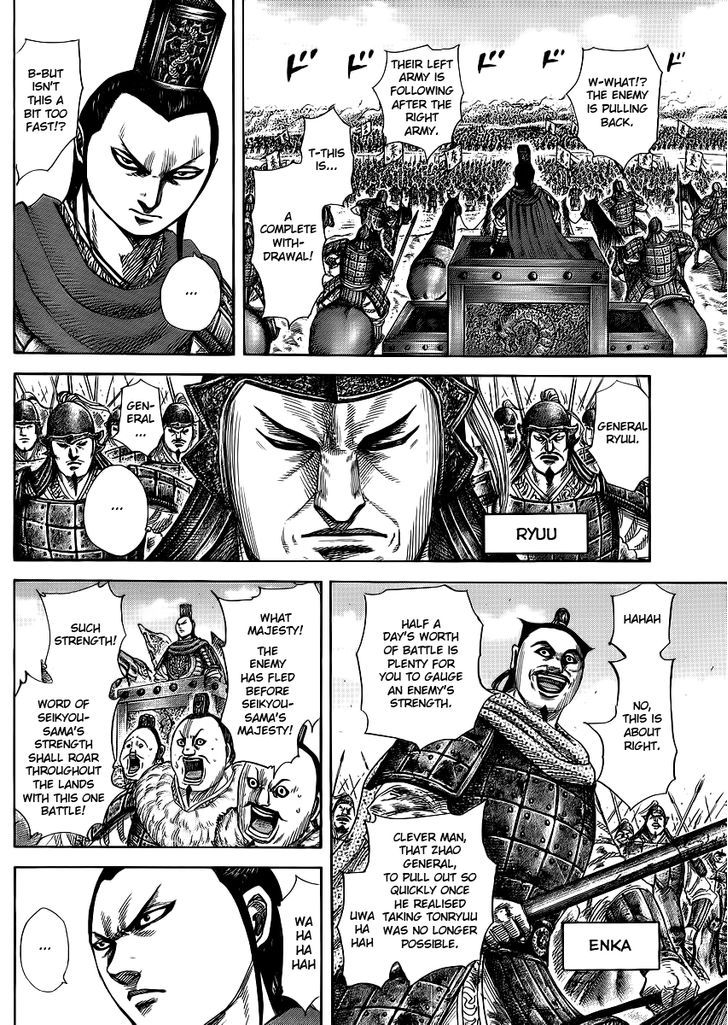 W-WHAT!?
THE ENEMY
IS PULLING
BACK.
THEIR LEFT
ARMY IS
FOLLOWING
AFTER THE
RIGHT
ARMY.
T-THIS
IS...
A
COMPLETE
WITH-
DRAWAL!
ド
ド
ド
ド
ド
B-BUT
ISN'T
THIS A
BIT TOO
FAST!?
...
GENERAL
RYUU.
RYUU
GEN-
ERAL
...
...
HAHAH
NO,
THIS IS
ABOUT
RIGHT.
HALF A
DAY'S WORTH
OF BATTLE IS
PLENTY FOR
YOU TO GAUGE
AN ENEMY'S
STRENGTH.
CLEVER MAN,
THAT ZHAO
GENERAL,
TO PULL OUT SO
QUICKLY ONCE
HE REALISED
TAKING TONRYUU
WAS NO LONGER
POSSIBLE.
UWA
HA
HAH
ENKA
WHAT
MAJESTY!
THE
ENEMY
HAS FLED
BEFORE
SEIKYOU-
SAMA'S
MAJESTY!
SUCH
STRENGTH!
WORD OF
SEIKYOU-
SAMA'S
STRENGTH
SHALL ROAR
THROUGHOUT
THE LANDS
WITH THIS ONE
BATTLE!
WA
HA
HA
HAH
...